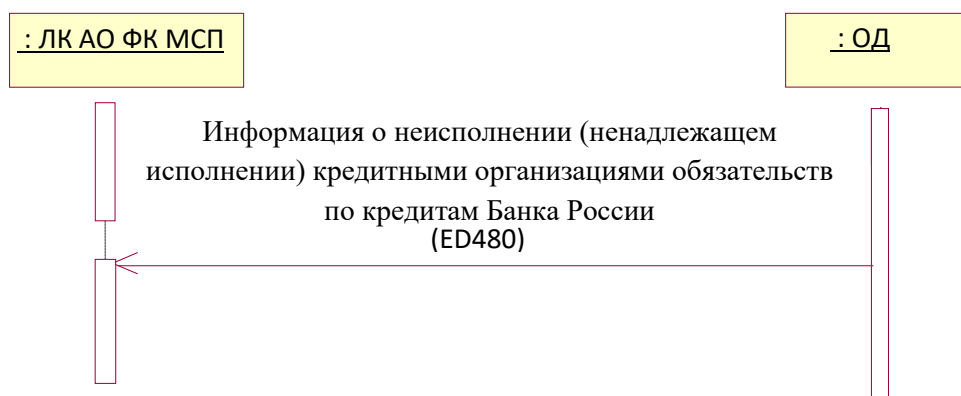 : ЛК АО ФК МСП
: ОД
Информация о неисполнении (ненадлежащем
исполнении) кредитными организациями обязательств
по кредитам Банка России
(ED480)